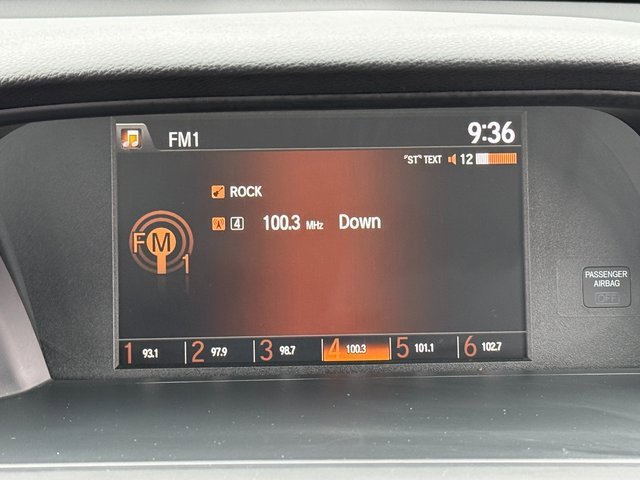 FM1 9:36
"ST" TEXT 12
ROCK
4 100.3 MHz Down
FM
1
PASSENGER
AIRBAG
OFF
1 93.1 2 97.9 3 98.7 4 100.3 5 101.1 6 102.7